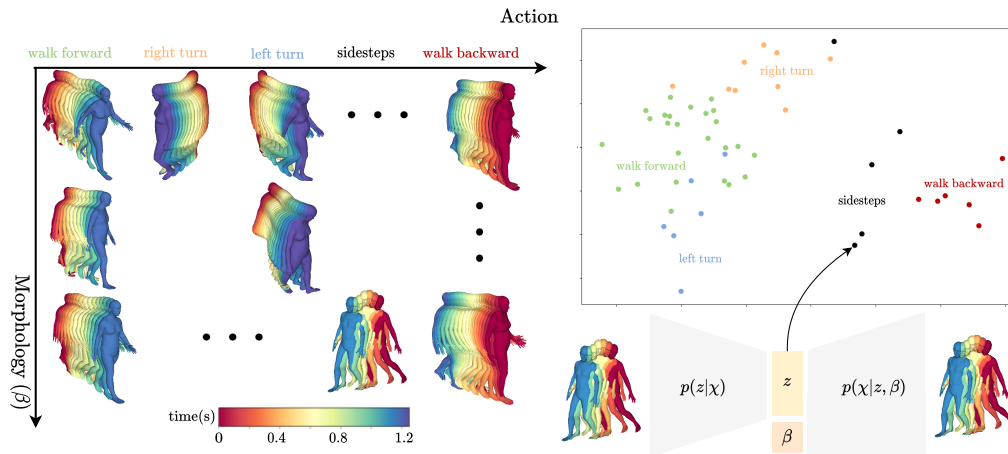 Action
walk forward
right turn
left turn
sidesteps
walk backward
Morphology (β)
time(s)
0
0.4
0.8
1.2
right turn
walk forward
walk backward
sidesteps
left turn
p(z|χ)
z
p(χ|z, β)
β